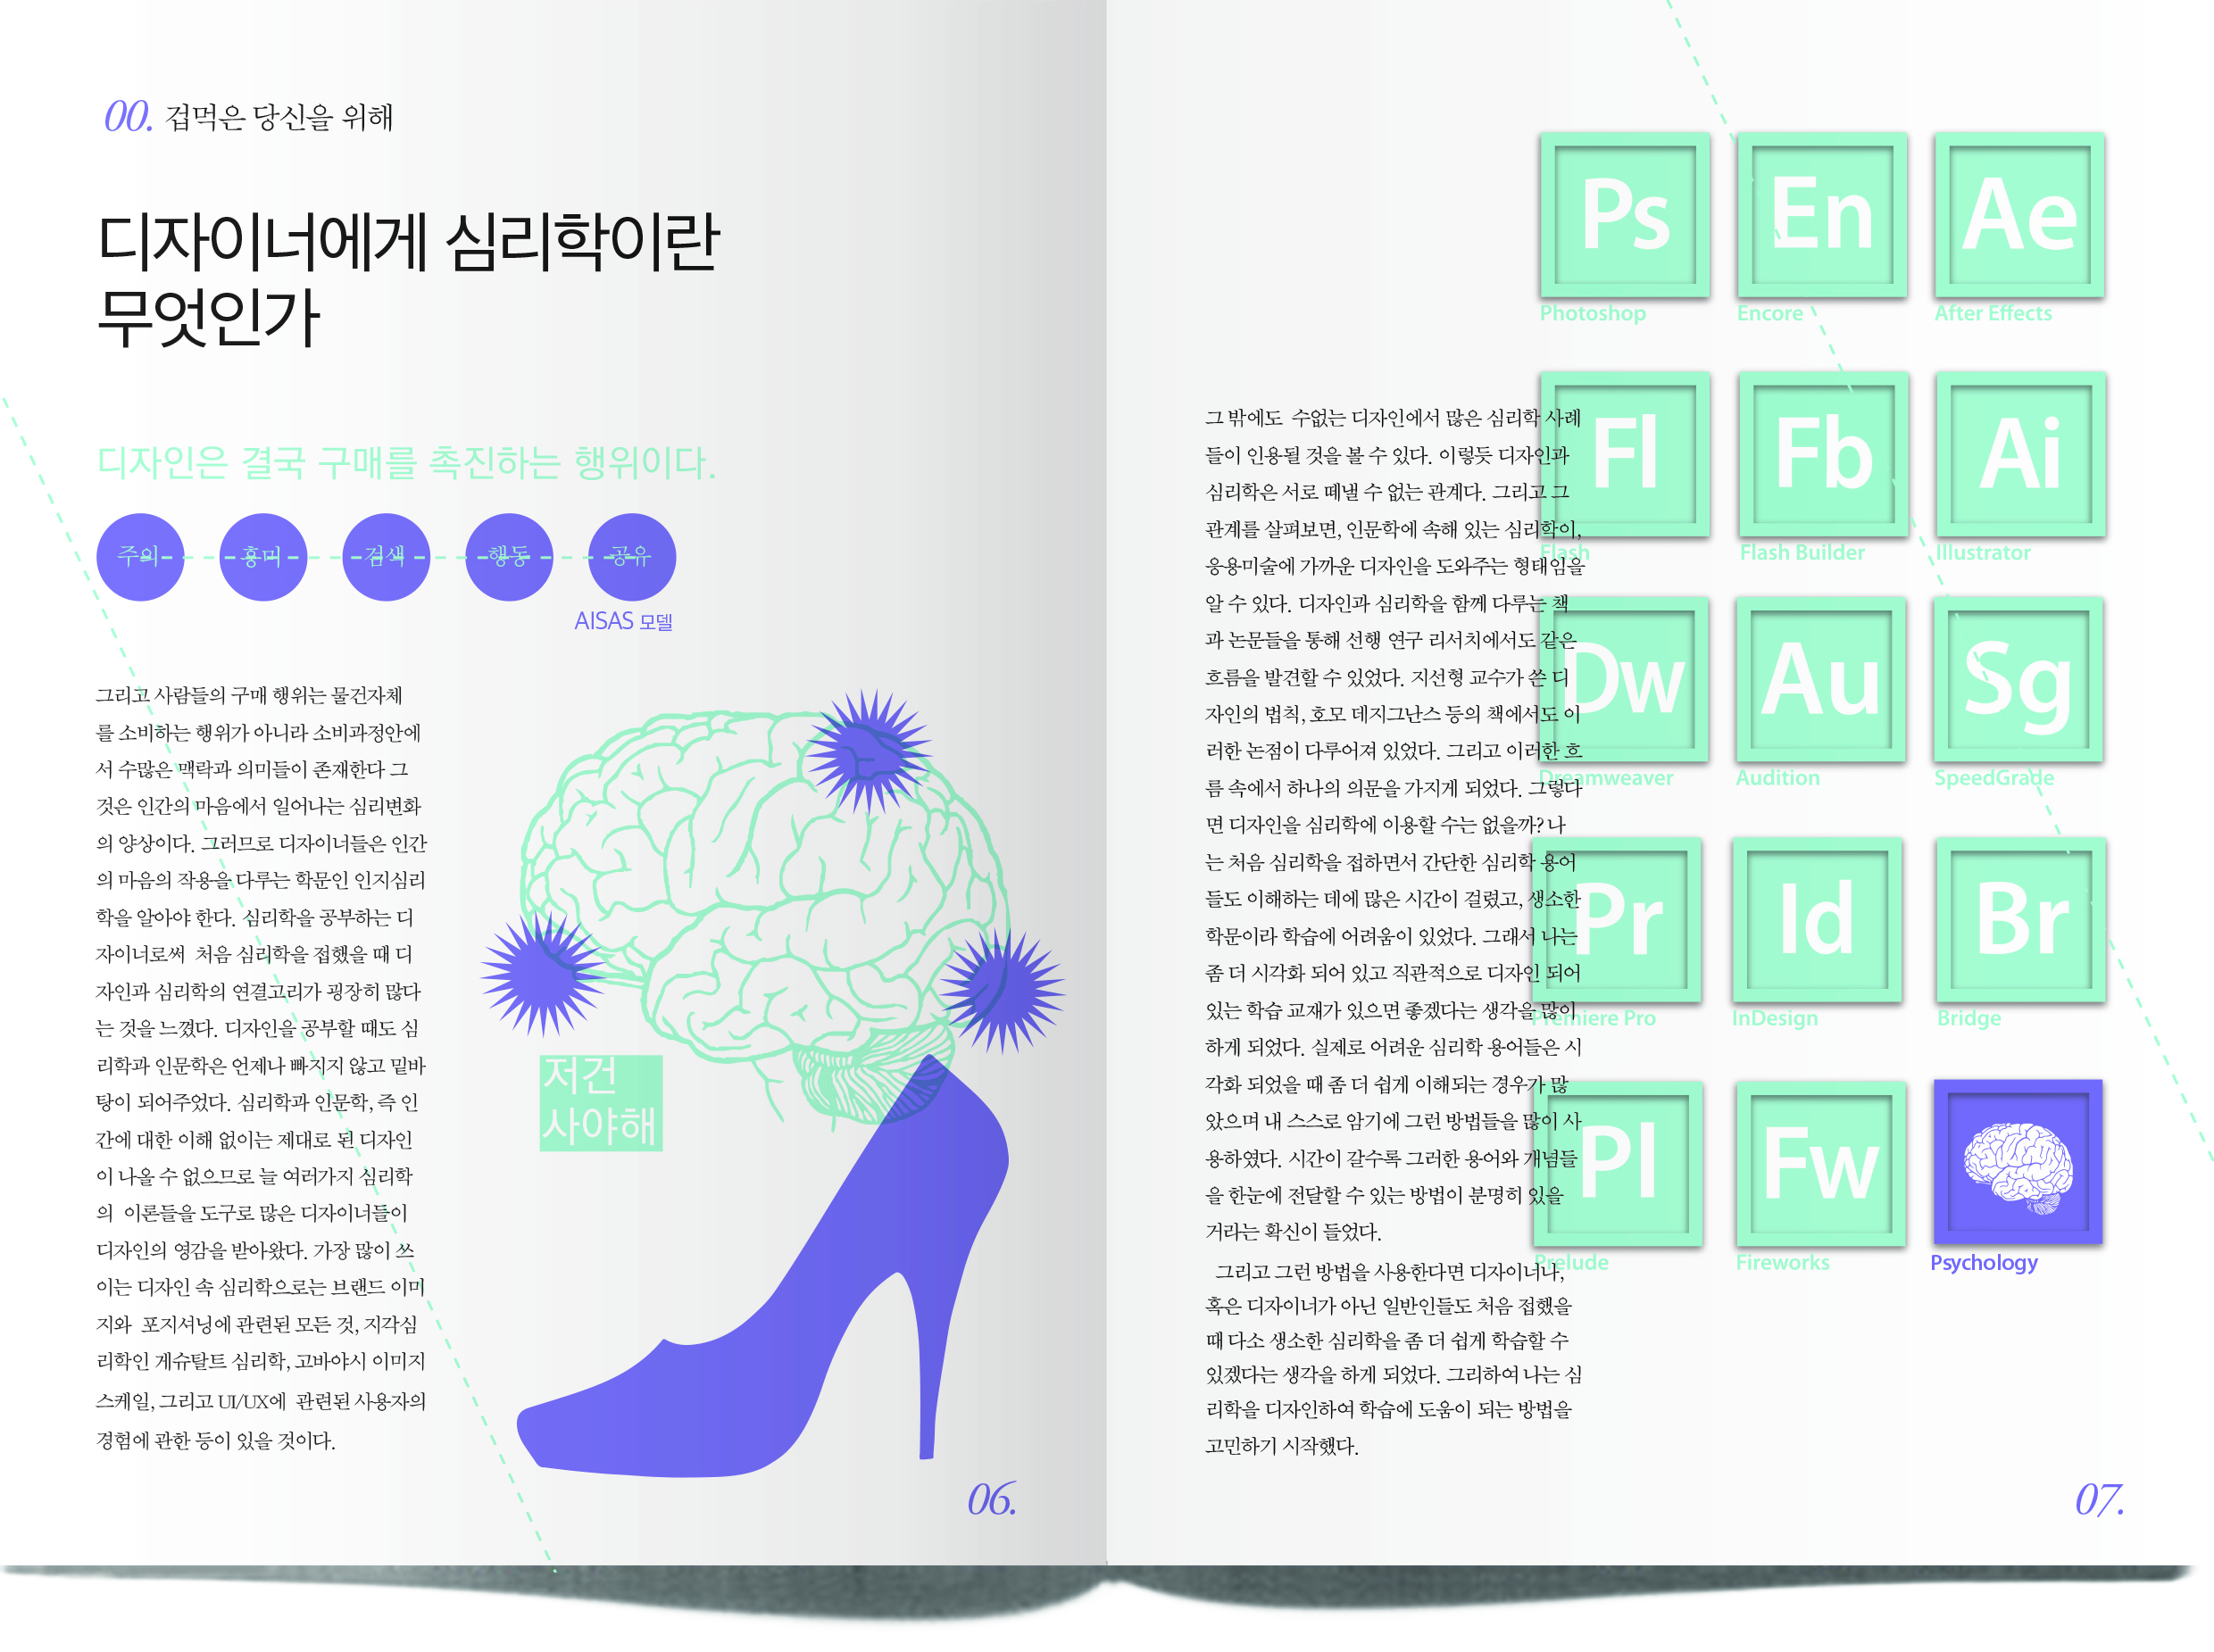 00. 겁먹은 당신을 위해
디자이너에게 심리학이란
무엇인가
디자인은 결국 구매를 촉진하는 행위이다.
주의 흥미 검색 행동 공유
AISAS 모델
그리고 사람들의 구매 행위는 물건자체
를 소비하는 행위가 아니라 소비과정안에
서 수많은 맥락과 의미들이 존재한다 그
것은 인간의 마음에서 일어나는 심리변화
의 양상이다. 그러므로 디자이너들은 인간
의 마음의 작용을 다루는 학문인 인지심리
학을 알아야 한다. 심리학을 공부하는 디
자이너로써 처음 심리학을 접했을 때 디
자인과 심리학의 연결고리가 굉장히 많다
는 것을 느꼈다. 디자인을 공부할 때도 심
리학과 인문학은 언제나 빠지지 않고 밑바
탕이 되어주었다. 심리학과 인문학, 즉 인
간에 대한 이해 없이는 제대로 된 디자인
이 나올 수 없으므로 늘 여러가지 심리학
의 이론들을 도구로 많은 디자이너들이
디자인의 영감을 받아왔다. 가장 많이 쓰
이는 디자인 속 심리학으로는 브랜드 이미
지와 포지셔닝에 관련된 모든 것, 지각심
리학인 게슈탈트 심리학, 고바야시 이미지
스케일, 그리고 UI/UX에 관련된 사용자의
경험에 관한 등이 있을 것이다.
저건
사야해
06.
그 밖에도 수없는 디자인에서 많은 심리학 사례
들이 인용될 것을 볼 수 있다. 이렇듯 디자인과
심리학은 서로 떼낼 수 없는 관계다. 그리고 그
관계를 살펴보면, 인문학에 속해 있는 심리학이,
응용미술에 가까운 디자인을 도와주는 형태임을
알 수 있다. 디자인과 심리학을 함께 다루는 책
과 논문들을 통해 선행 연구 리서치에서도 같은
흐름을 발견할 수 있었다. 지선형 교수가 쓴 디
자인의 법칙, 호모 데지그난스 등의 책에서도 이
러한 논점이 다루어져 있었다. 그리고 이러한 흐
름 속에서 하나의 의문을 가지게 되었다. 그렇다
면 디자인을 심리학에 이용할 수는 없을까? 나
는 처음 심리학을 접하면서 간단한 심리학 용어
들도 이해하는 데에 많은 시간이 걸렸고, 생소한
학문이라 학습에 어려움이 있었다. 그래서 나는
좀 더 시각화 되어 있고 직관적으로 디자인 되어
있는 학습 교재가 있으면 좋겠다는 생각을 많이
하게 되었다. 실제로 어려운 심리학 용어들은 시
각화 되었을 때 좀 더 쉽게 이해되는 경우가 많
았으며 내 스스로 암기에 그런 방법들을 많이 사
용하였다. 시간이 갈수록 그러한 용어와 개념들
을 한눈에 전달할 수 있는 방법이 분명히 있을
거라는 확신이 들었다.
그리고 그런 방법을 사용한다면 디자이너나,
혹은 디자이너가 아닌 일반인들도 처음 접했을
때 다소 생소한 심리학을 좀 더 쉽게 학습할 수
있겠다는 생각을 하게 되었다. 그리하여 나는 심
리학을 디자인하여 학습에 도움이 되는 방법을
고민하기 시작했다.
Ps En Ae
Photoshop Encore After Effects
Fl Fb Ai
Flash Flash Builder Illustrator
Dw Au Sg
Dreamweaver Audition SpeedGrade
Pr Id Br
Premiere Pro InDesign Bridge
Pl Fw
Prelude Fireworks Psychology
07.